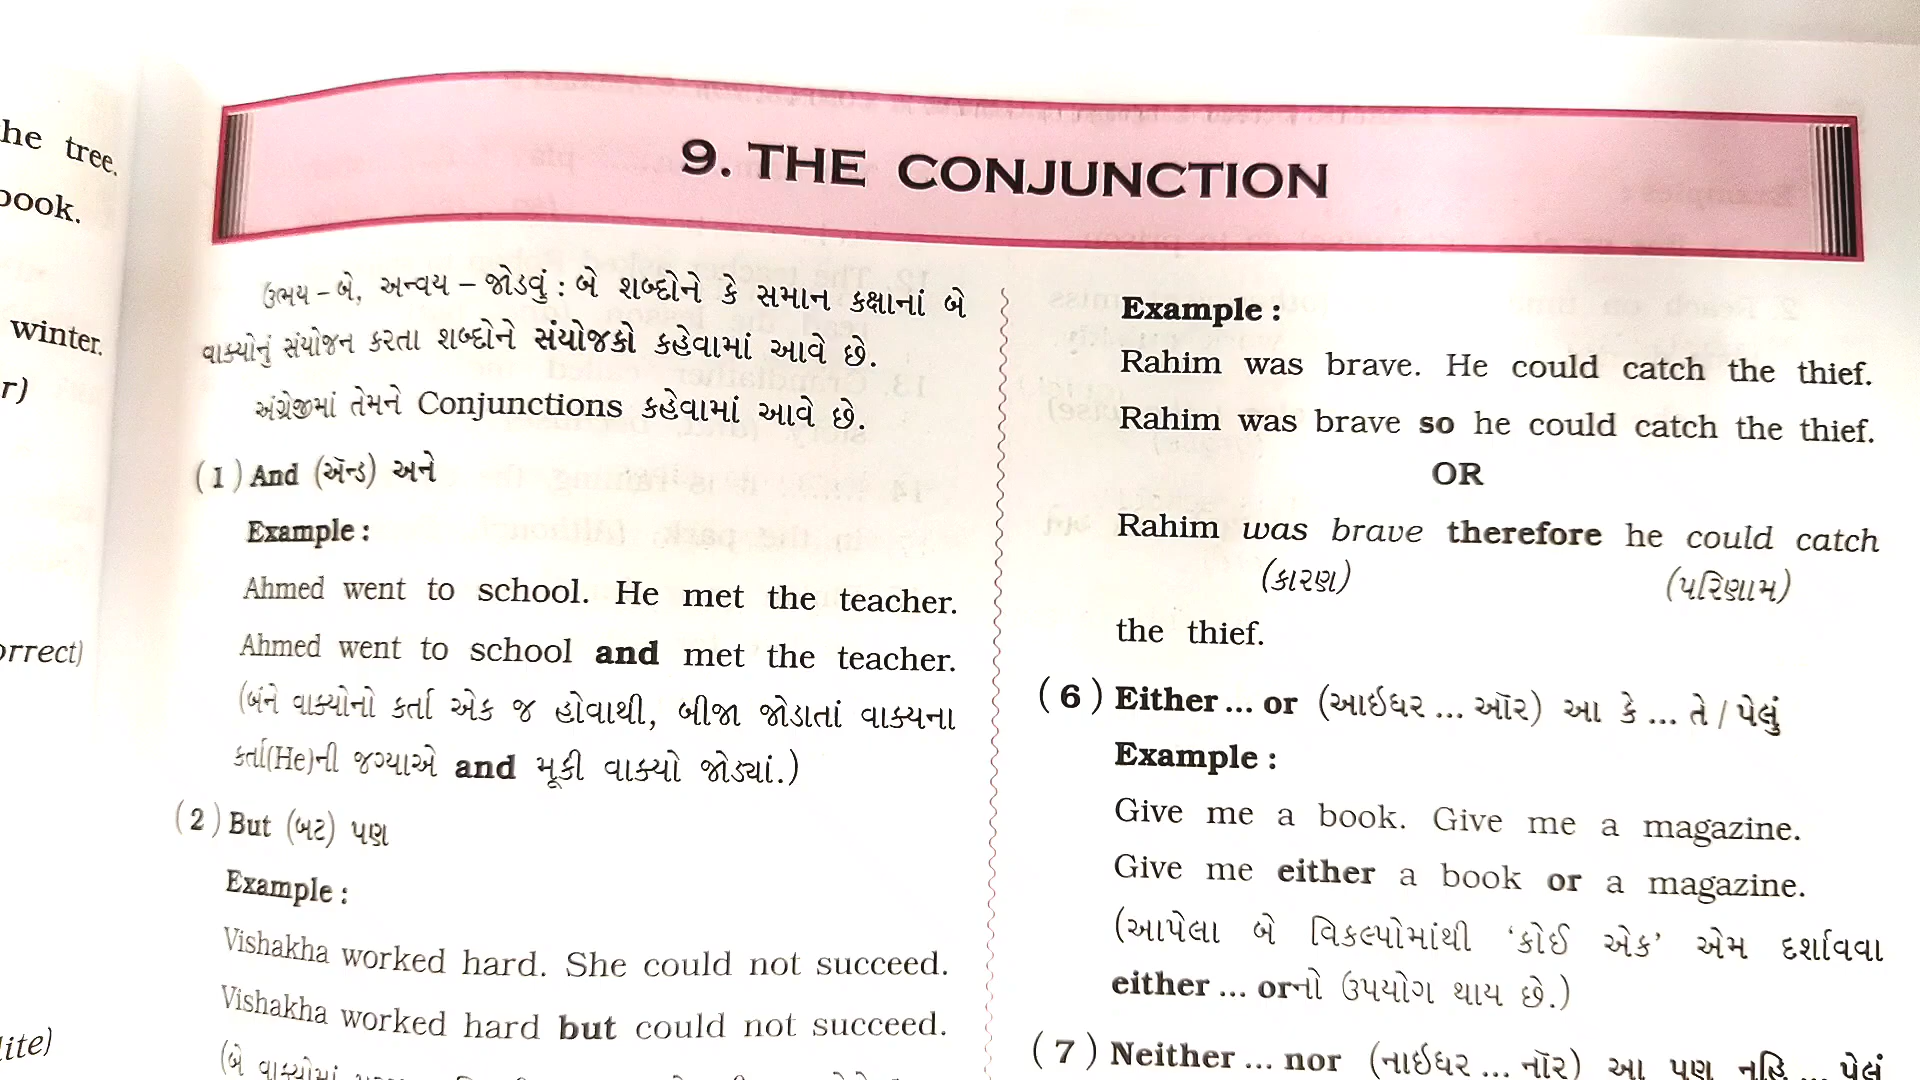 he tree.
book.
winter.
r)
orrect)
lite)
9. THE CONJUNCTION
ઉભય – બે, અન્વય – જોડવું : બે શબ્દોને કે સમાન કક્ષાનાં બે
વાક્યોનું સંયોજન કરતા શબ્દોને સંયોજકો કહેવામાં આવે છે.
અંગ્રેજીમાં તેમને Conjunctions કહેવામાં આવે છે.
(1) And (ઍન્ડ) અને
Example :
Ahmed went to school. He met the teacher.
Ahmed went to school and met the teacher.
(બંને વાક્યોનો કર્તા એક જ હોવાથી, બીજા જોડાતાં વાક્યના
કર્તા(He)ની જગ્યાએ and મૂકી વાક્યો જોડ્યાં.)
(2) But (બટ) પણ
Example :
Vishakha worked hard. She could not succeed.
Vishakha worked hard but could not succeed.
(બે વાક્યોમાં
Example :
Rahim was brave. He could catch the thief.
Rahim was brave so he could catch the thief.
OR
Rahim was brave therefore he could catch
(કારણ) (પરિણામ)
the thief.
(6) Either ... or (આઇધર ... ઑર) આ કે ... તે / પેલું
Example :
Give me a book. Give me a magazine.
Give me either a book or a magazine.
(આપેલા બે વિકલ્પોમાંથી ‘કોઈ એક’ એમ દર્શાવવા
either ... orનો ઉપયોગ થાય છે.)
(7) Neither ... nor (નાઇધર ... નૉર) આ પણ નહિ ... પેલું